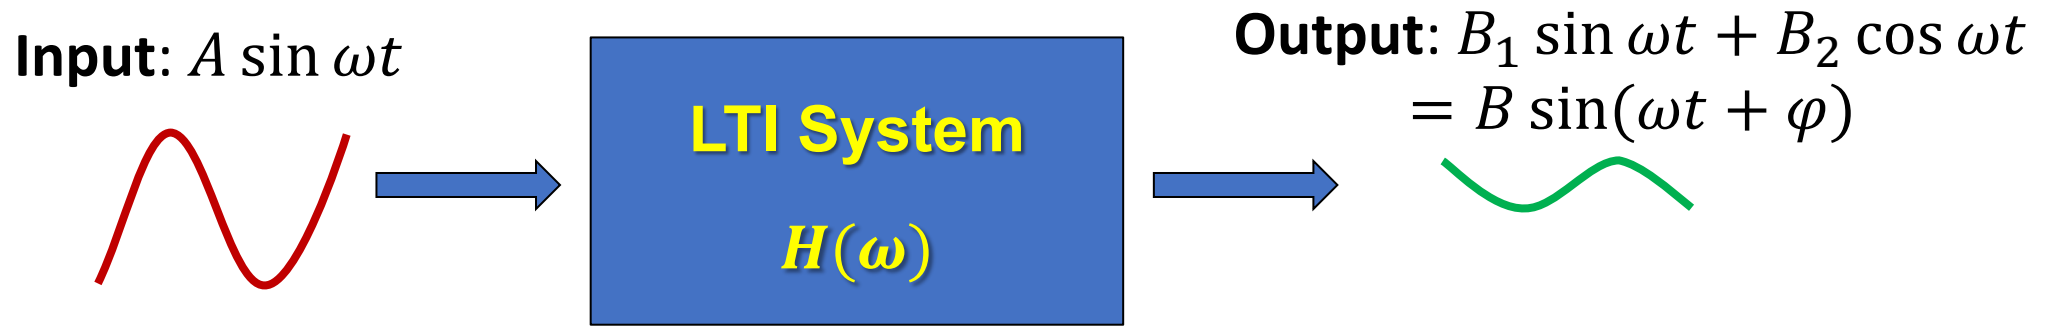 Input: A sin ωt
LTI System
H(ω)
Output: B₁ sin ωt + B₂ cos ωt
= B sin(ωt + φ)